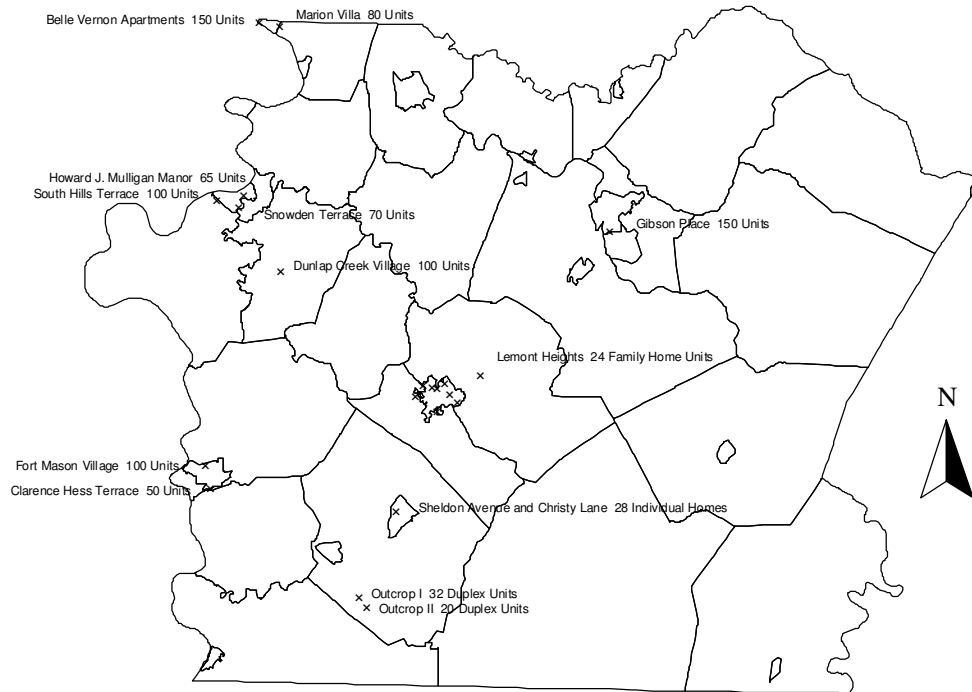 Belle Vernon Apartments 150 Units
Marion Villa 80 Units
Howard J. Mulligan Manor 65 Units
South Hills Terrace 100 Units
Snowden Terrace 70 Units
Gibson Place 150 Units
Dunlap Creek Village 100 Units
Lemont Heights 24 Family Home Units
N
Fort Mason Village 100 Units
Clarence Hess Terrace 50 Units
Sheldon Avenue and Christy Lane 28 Individual Homes
Outcrop I 32 Duplex Units
Outcrop II 20 Duplex Units